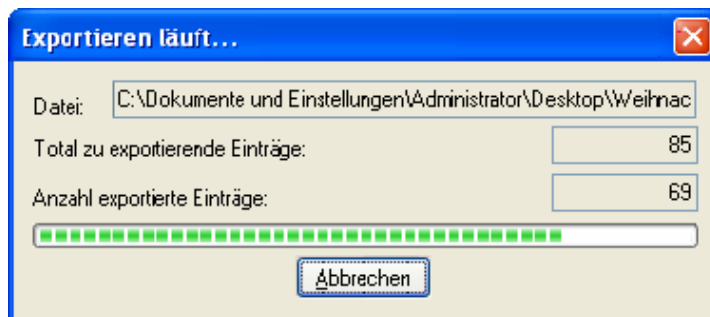 Exportieren läuft...
Datei: C:\Dokumente und Einstellungen\Administrator\Desktop\Weihnac
Total zu exportierende Einträge: 85
Anzahl exportierte Einträge: 69
Abbrechen